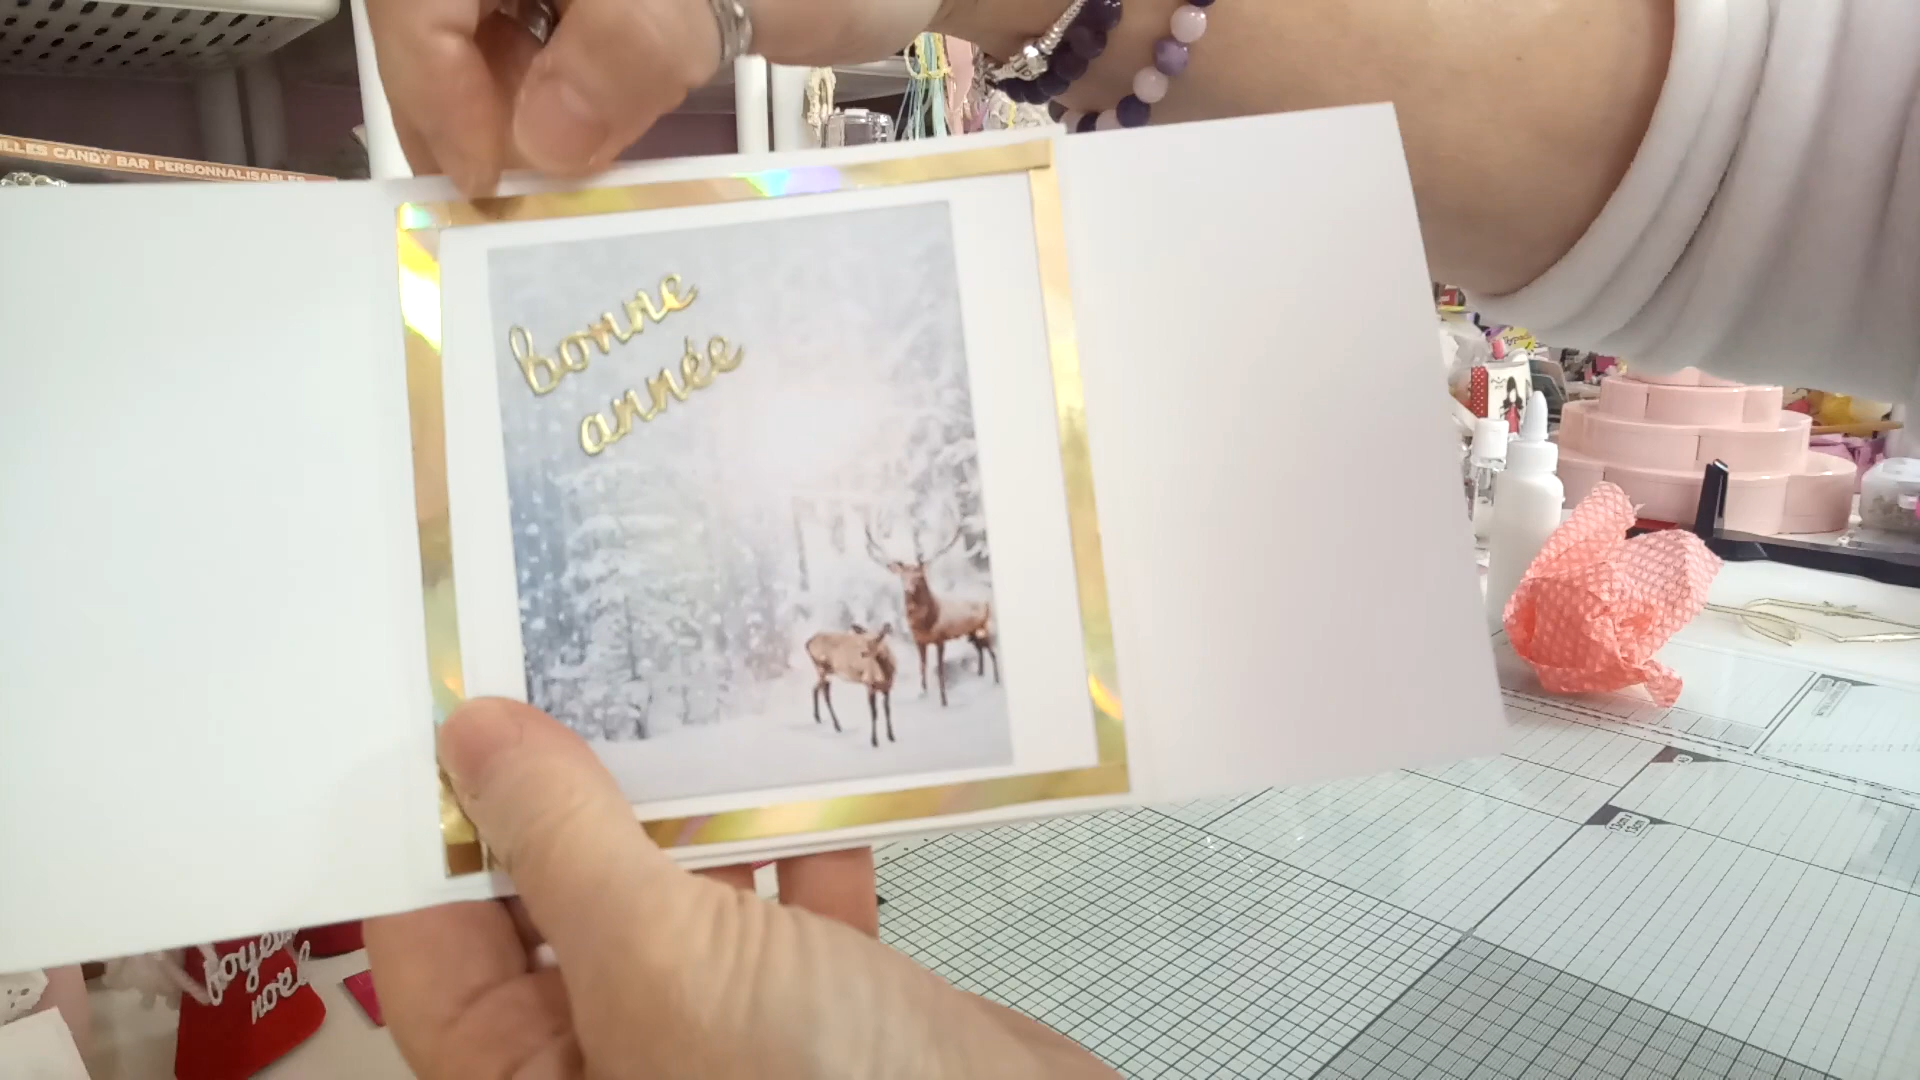 ILLES CANDY BAR PERSONNALISABLES
bonne
année
Joyeux
noël